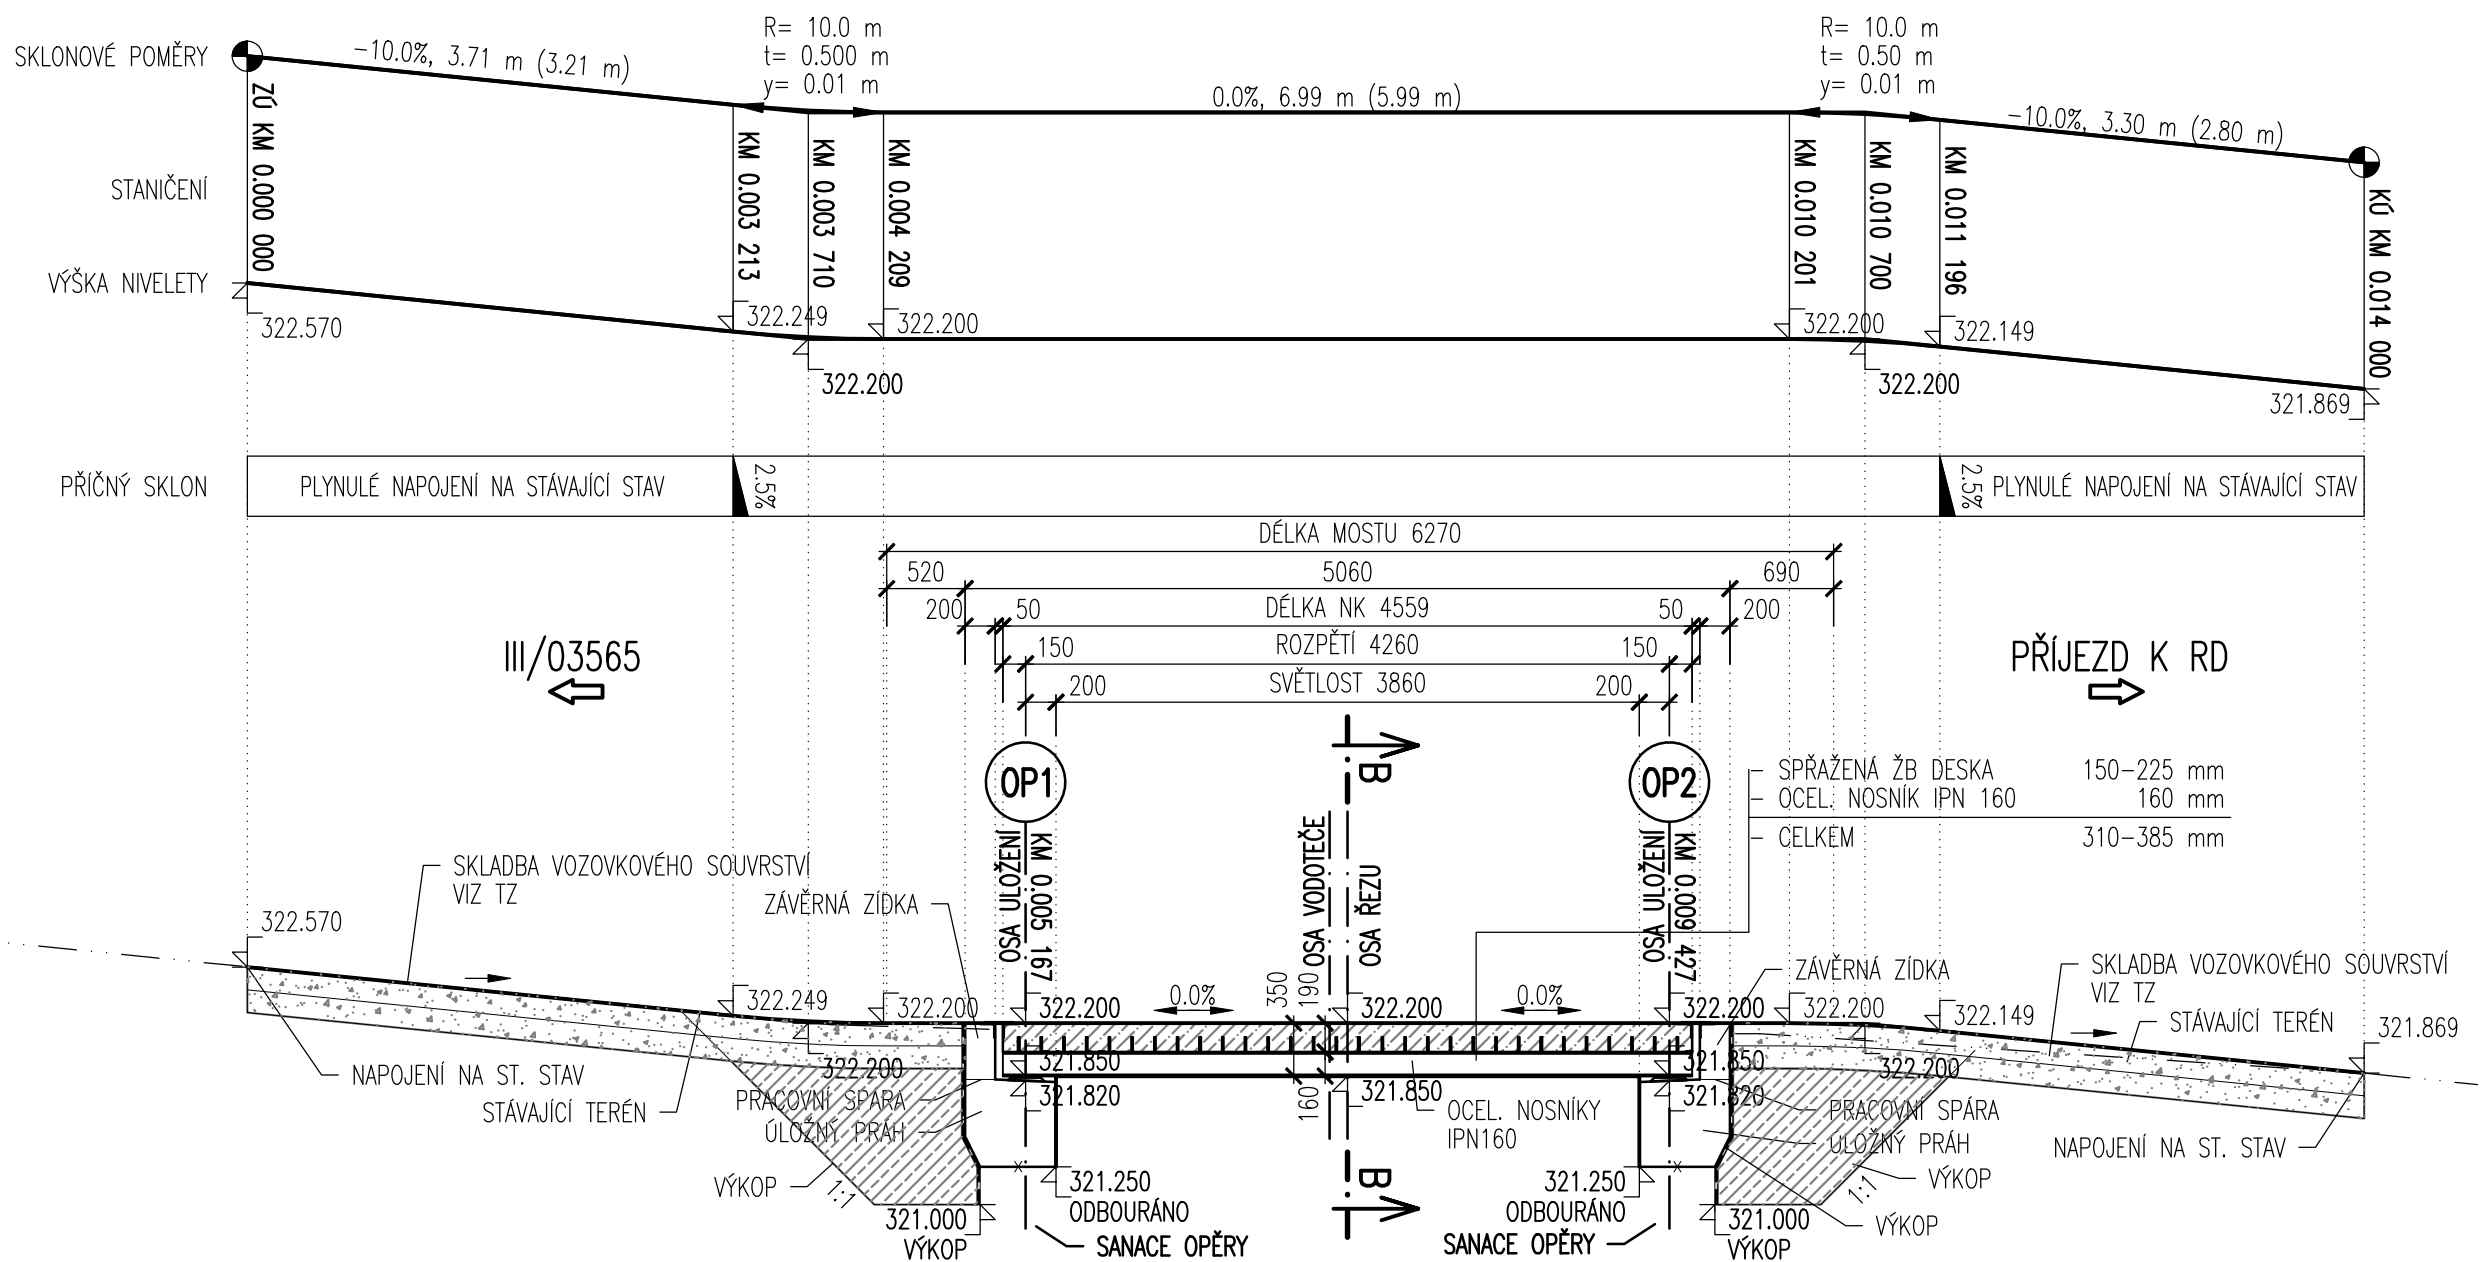 SKLONOVÉ POMĚRY
-10.0%, 3.71 m (3.21 m)
R= 10.0 m
t= 0.500 m
y= 0.01 m
0.0%, 6.99 m (5.99 m)
R= 10.0 m
t= 0.50 m
y= 0.01 m
-10.0%, 3.30 m (2.80 m)
STANIČENÍ
ZÚ KM 0.000 000
KM 0.003 213
KM 0.003 710
KM 0.004 209
KM 0.010 201
KM 0.010 700
KM 0.011 196
KÚ KM 0.014 000
VÝŠKA NIVELETY
322.570
322.249
322.200
322.200
322.200
322.200
322.149
321.869
PŘÍČNÝ SKLON
PLYNULÉ NAPOJENÍ NA STÁVAJÍCÍ STAV
2.5%
2.5%
PLYNULÉ NAPOJENÍ NA STÁVAJÍCÍ STAV
DÉLKA MOSTU 6270
520
5060
690
200
50
DÉLKA NK 4559
50
200
150
ROZPĚTÍ 4260
150
200
SVĚTLOST 3860
200
III/03565
PŘÍJEZD K RD
OP1
OP2
B
SPŘAŽENÁ ŽB DESKA 150-225 mm
OCEL. NOSNÍK IPN 160 160 mm
CELKEM 310-385 mm
OSA ULOŽENÍ
KM 0.005 167
OSA VODOTEČE
OSA ŘEZU
OSA ULOŽENÍ
KM 0.009 427
SKLADBA VOZOVKOVÉHO SOUVRSTVÍ
VIZ TZ
ZÁVĚRNÁ ZÍDKA
322.570
322.249
322.200
322.200
0.0%
350
190
322.200
0.0%
322.200
ZÁVĚRNÁ ZÍDKA
322.200
322.149
SKLADBA VOZOVKOVÉHO SOUVRSTVÍ
VIZ TZ
STÁVAJÍCÍ TERÉN
321.869
NAPOJENÍ NA ST. STAV
STÁVAJÍCÍ TERÉN
322.200
PRACOVNÍ SPÁRA
ÚLOŽNÝ PRÁH
VÝKOP
1:1
321.850
321.820
160
321.850
OCEL. NOSNÍKY
IPN160
321.850
321.820
322.200
PRACOVNÍ SPÁRA
ÚLOŽNÝ PRÁH
NAPOJENÍ NA ST. STAV
VÝKOP
1:1
VÝKOP
321.250
ODBOURÁNO
321.000
VÝKOP
SANACE OPĚRY
B
321.250
ODBOURÁNO
SANACE OPĚRY
321.000
VÝKOP